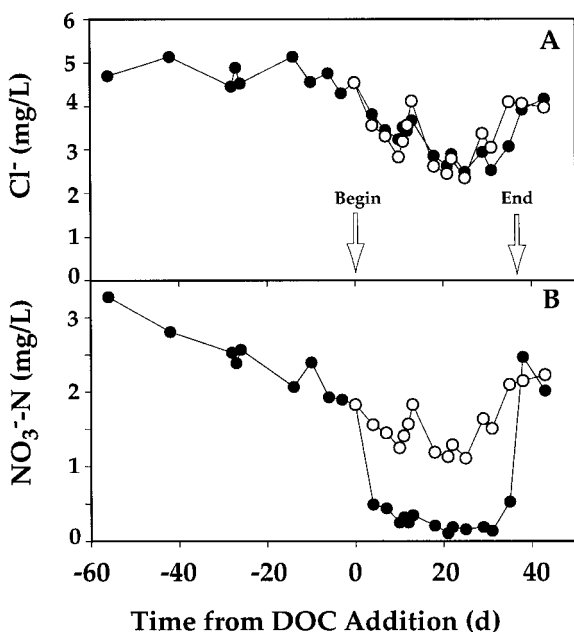 A
6
5
4
3
2
1
0
Cl- (mg/L)
Begin
End
B
3
2
1
0
NO3--N (mg/L)
-60 -40 -20 0 20 40
Time from DOC Addition (d)